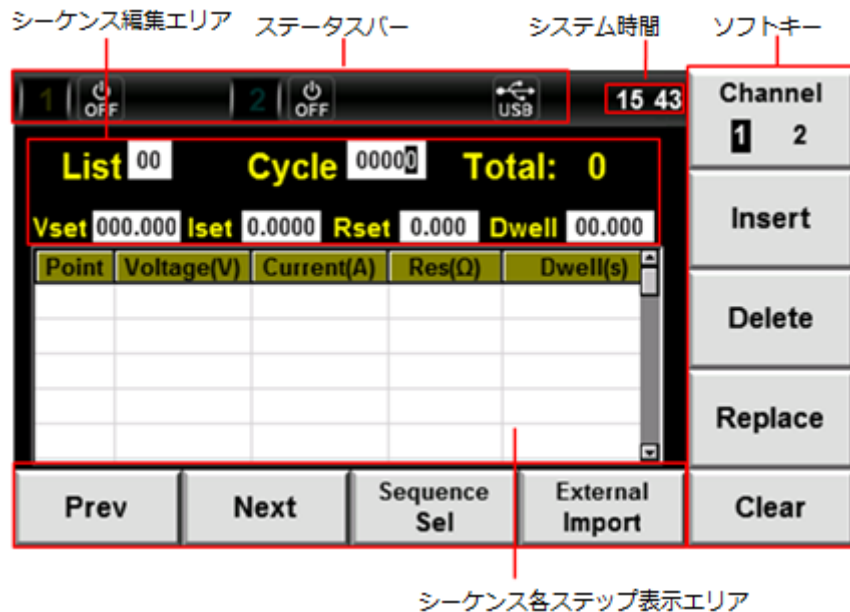 シーケンス編集エリア ステータスバー システム時間 ソフトキー
1 OFF 2 OFF USB 15 43 Channel
1 2
List 00 Cycle 00000 Total: 0
Vset 000.000 Iset 0.0000 Rset 0.000 Dwell 00.000 Insert
Point Voltage(V) Current(A) Res(Ω) Dwell(s)
Delete
Replace
Prev Next Sequence Sel External Import Clear
シーケンス各ステップ表示エリア